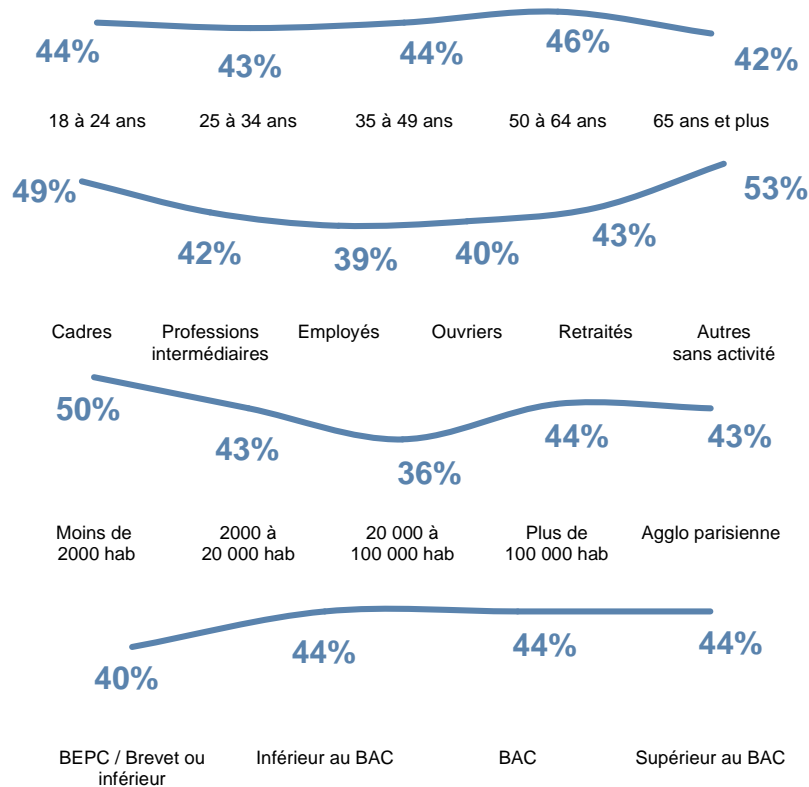 44% 43% 44% 46% 42%
18 à 24 ans 25 à 34 ans 35 à 49 ans 50 à 64 ans 65 ans et plus
49% 42% 39% 40% 43% 53%
Cadres Professions Employés Ouvriers Retraités Autres
intermédiaires sans activité
50% 43% 36% 44% 43%
Moins de 2000 à 20 000 à Plus de Agglo parisienne
2000 hab 20 000 hab 100 000 hab 100 000 hab
40% 44% 44% 44%
BEPC / Brevet ou Inférieur au BAC BAC Supérieur au BAC
inférieur